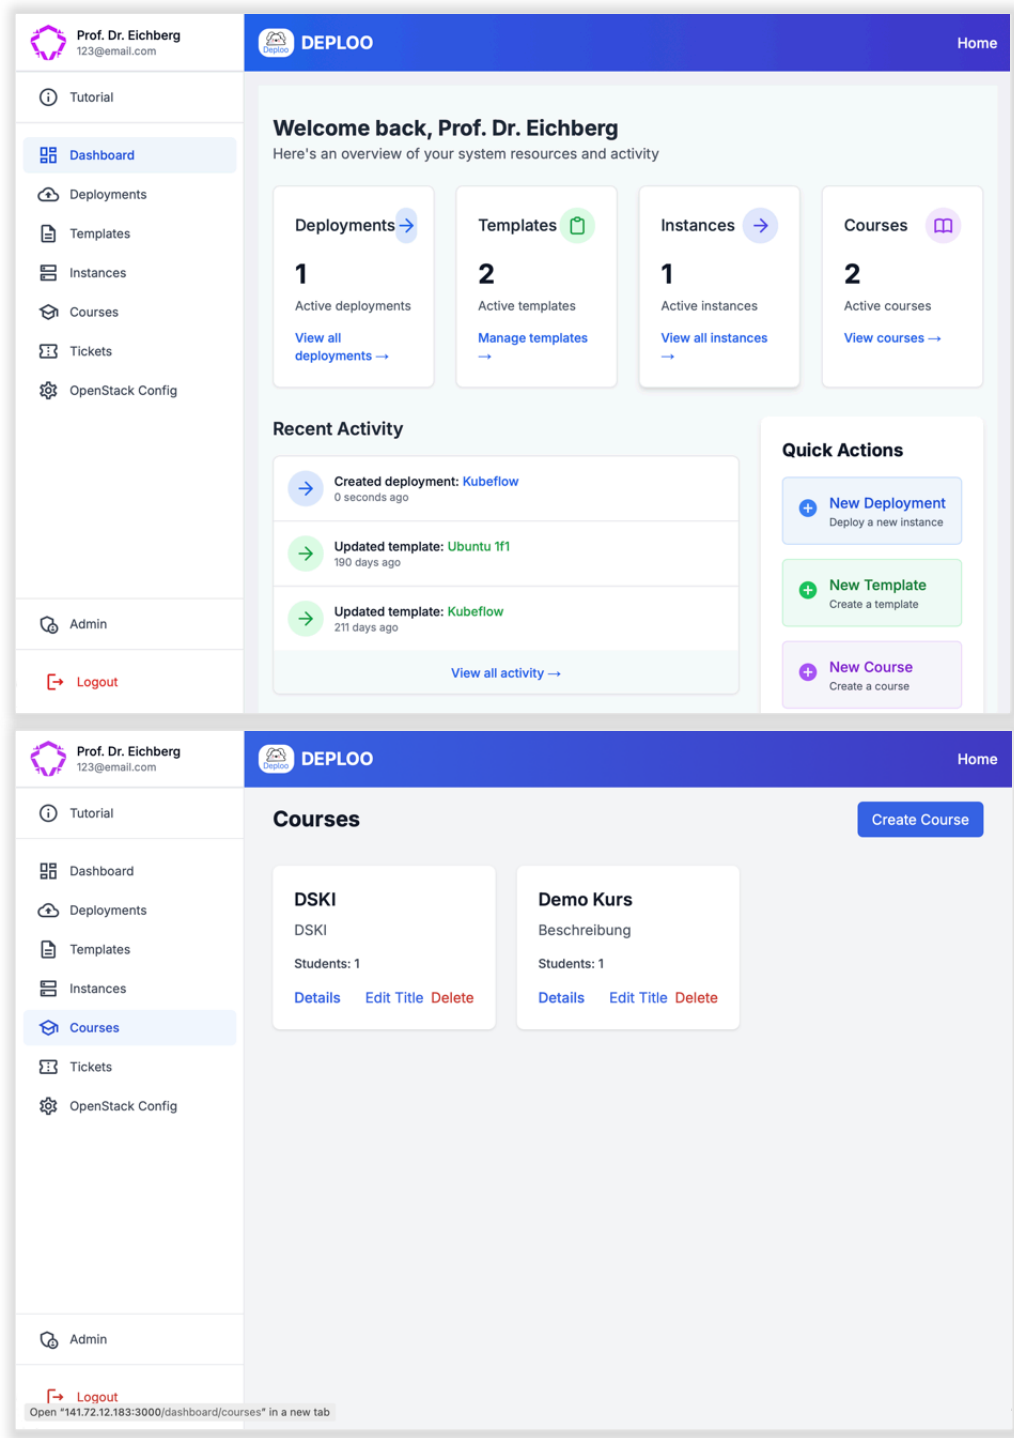 Prof. Dr. Eichberg
123@email.com
Deploo
DEPLOO
Home
Tutorial
Dashboard
Deployments
Templates
Instances
Courses
Tickets
OpenStack Config
Admin
Logout
Welcome back, Prof. Dr. Eichberg
Here's an overview of your system resources and activity
Deployments
1
Active deployments
View all
deployments →
Templates
2
Active templates
Manage templates
→
Instances
1
Active instances
View all instances
→
Courses
2
Active courses
View courses →
Recent Activity
Created deployment: Kubeflow
0 seconds ago
Updated template: Ubuntu 1f1
190 days ago
Updated template: Kubeflow
211 days ago
View all activity →
Quick Actions
New Deployment
Deploy a new instance
New Template
Create a template
New Course
Create a course
Prof. Dr. Eichberg
123@email.com
Deploo
DEPLOO
Home
Tutorial
Dashboard
Deployments
Templates
Instances
Courses
Tickets
OpenStack Config
Admin
Logout
Open "141.72.12.183:3000/dashboard/courses" in a new tab
Courses
Create Course
DSKI
DSKI
Students: 1
Details Edit Title Delete
Demo Kurs
Beschreibung
Students: 1
Details Edit Title Delete